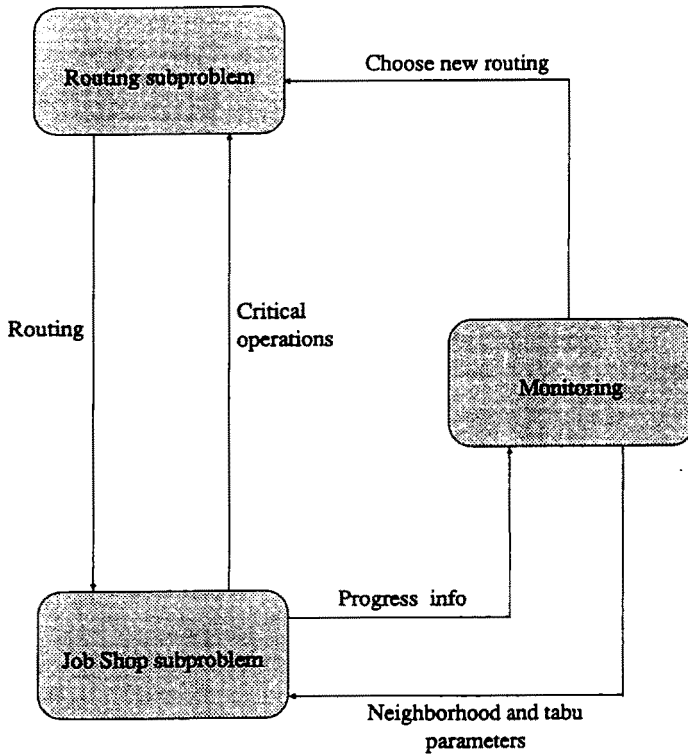 Routing subproblem
Choose new routing
Routing
Critical
operations
Monitoring
Progress info
Job Shop subproblem
Neighborhood and tabu
parameters